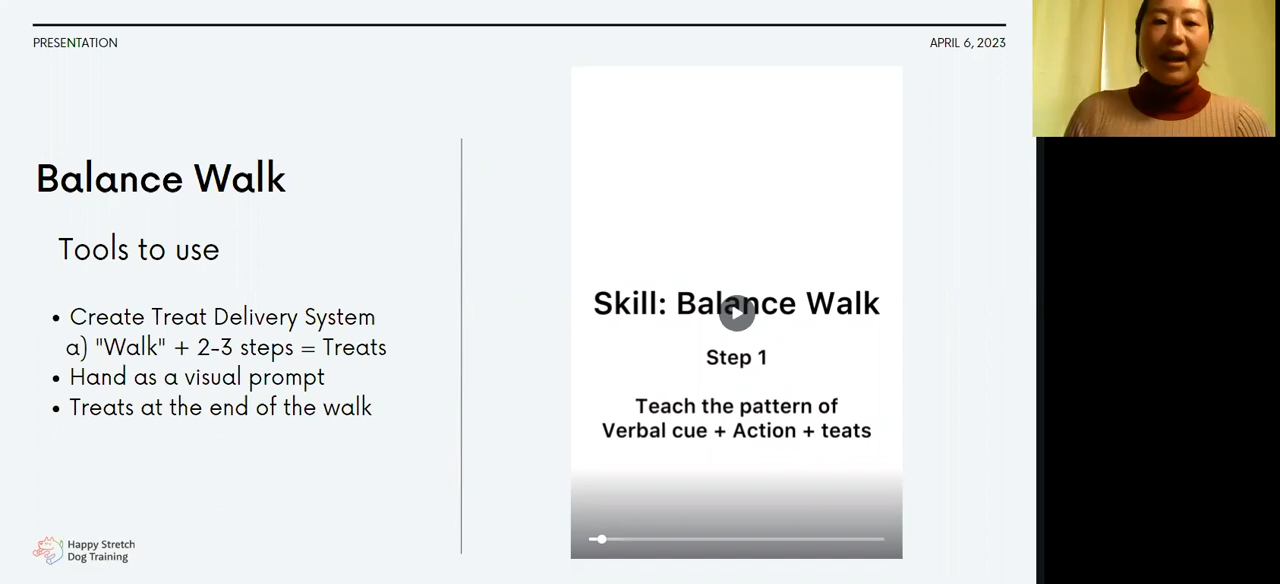 PRESENTATION
APRIL 6, 2023
Balance Walk
Tools to use
• Create Treat Delivery System
a) "Walk" + 2-3 steps = Treats
• Hand as a visual prompt
• Treats at the end of the walk
Happy Stretch
Dog Training
Skill: Balance Walk
Step 1
Teach the pattern of
Verbal cue + Action + teats